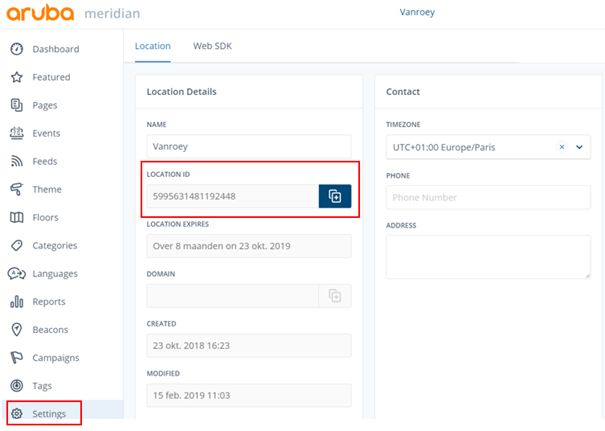 aruba meridian
Vanroey
Dashboard
Featured
Pages
Events
Feeds
Theme
Floors
Categories
Languages
Reports
Beacons
Campaigns
Tags
Settings
Location Web SDK
Location Details
NAME
Vanroey
LOCATION ID
5995631481192448
LOCATION EXPIRES
Over 8 maanden on 23 okt. 2019
DOMAIN
CREATED
23 okt. 2018 16:23
MODIFIED
15 feb. 2019 11:03
Contact
TIMEZONE
UTC+01:00 Europe/Paris
PHONE
Phone Number
ADDRESS